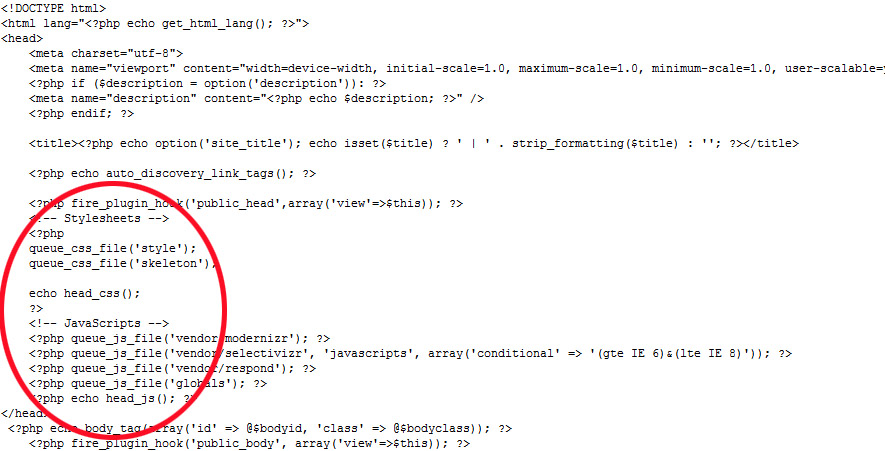 <!DOCTYPE html>
<html lang="<?php echo get_html_lang(); ?>">
<head>
    <meta charset="utf-8">
    <meta name="viewport" content="width=device-width, initial-scale=1.0, maximum-scale=1.0, minimum-scale=1.0, user-scalable=
    <?php if ($description = option('description')): ?>
    <meta name="description" content="<?php echo $description; ?>" />
    <?php endif; ?>
    <title><?php echo option('site_title'); echo isset($title) ? ' | ' . strip_formatting($title) : ''; ?></title>
    <?php echo auto_discovery_link_tags(); ?>
    <?php fire_plugin_hook('public_head',array('view'=>$this)); ?>
    <!-- Stylesheets -->
    <?php
    queue_css_file('style');
    queue_css_file('skeleton');
    echo head_css();
    ?>
    <!-- JavaScripts -->
    <?php queue_js_file('vendor/modernizr'); ?>
    <?php queue_js_file('vendor/selectivizr', 'javascripts', array('conditional' => '(gte IE 6)&(lte IE 8)')); ?>
    <?php queue_js_file('vendor/respond'); ?>
    <?php queue_js_file('globals'); ?>
    <?php echo head_js(); ?>
</head>
 <?php echo body_tag(array('id' => @$bodyid, 'class' => @$bodyclass)); ?>
    <?php fire_plugin_hook('public_body', array('view'=>$this)); ?>